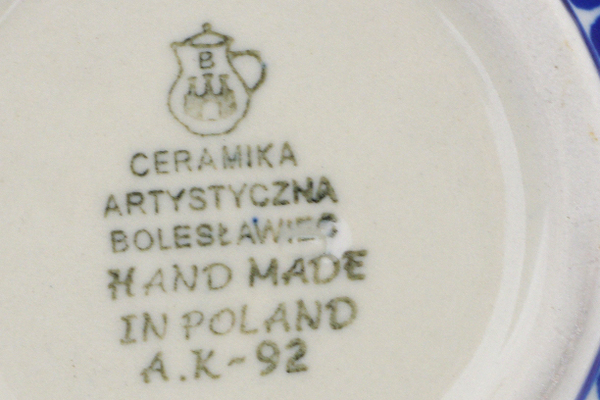 B
CERAMIKA
ARTYSTYCZNA
BOLESŁAWIEC
HAND MADE
IN POLAND
A.K-92